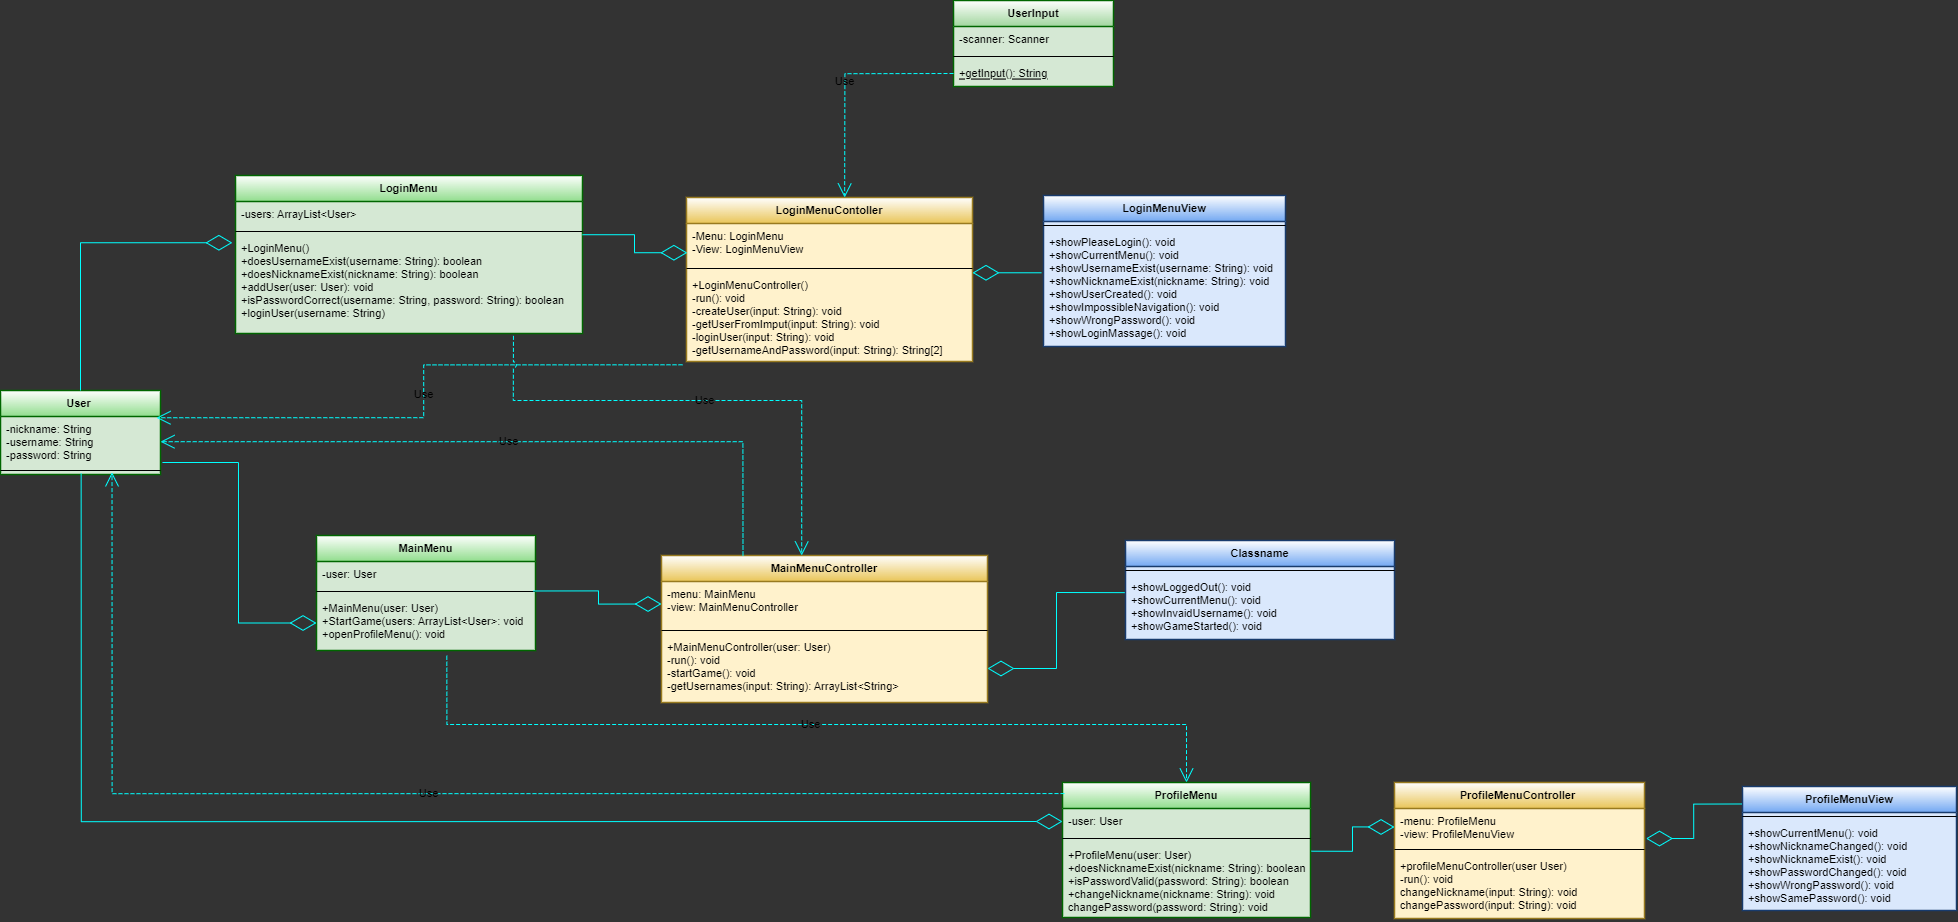 UserInput
-scanner: Scanner
+getInput(): String
Use
LoginMenu
-users: ArrayList<User>
+LoginMenu()
+doesUsernameExist(username: String): boolean
+doesNicknameExist(nickname: String): boolean
+addUser(user: User): void
+isPasswordCorrect(username: String, password: String): boolean
+loginUser(username: String)
LoginMenuContoller
-Menu: LoginMenu
-View: LoginMenuView
+LoginMenuController()
-run(): void
-createUser(input: String): void
-getUserFromImput(input: String): void
-loginUser(input: String): void
-getUsernameAndPassword(input: String): String[2]
LoginMenuView
+showPleaseLogin(): void
+showCurrentMenu(): void
+showUsernameExist(username: String): void
+showNicknameExist(nickname: String): void
+showUserCreated(): void
+showImpossibleNavigation(): void
+showWrongPassword(): void
+showLoginMassage(): void
Use
Use
User
-nickname: String
-username: String
-password: String
Use
MainMenu
-user: User
+MainMenu(user: User)
+StartGame(users: ArrayList<User>: void
+openProfileMenu(): void
MainMenuController
-menu: MainMenu
-view: MainMenuController
+MainMenuController(user: User)
-run(): void
-startGame(): void
-getUsernames(input: String): ArrayList<String>
Classname
+showLoggedOut(): void
+showCurrentMenu(): void
+showInvaidUsername(): void
+showGameStarted(): void
Use
Use
ProfileMenu
-user: User
+ProfileMenu(user: User)
+doesNicknameExist(nickname: String): boolean
+isPasswordValid(password: String): boolean
+changeNickname(nickname: String): void
changePassword(password: String): void
ProfileMenuController
-menu: ProfileMenu
-view: ProfileMenuView
+profileMenuController(user User)
-run(): void
changeNickname(input: String): void
changePassword(input: String): void
ProfileMenuView
+showCurrentMenu(): void
+showNicknameChanged(): void
+showNicknameExist(): void
+showPasswordChanged(): void
+showWrongPassword(): void
+showSamePassword(): void